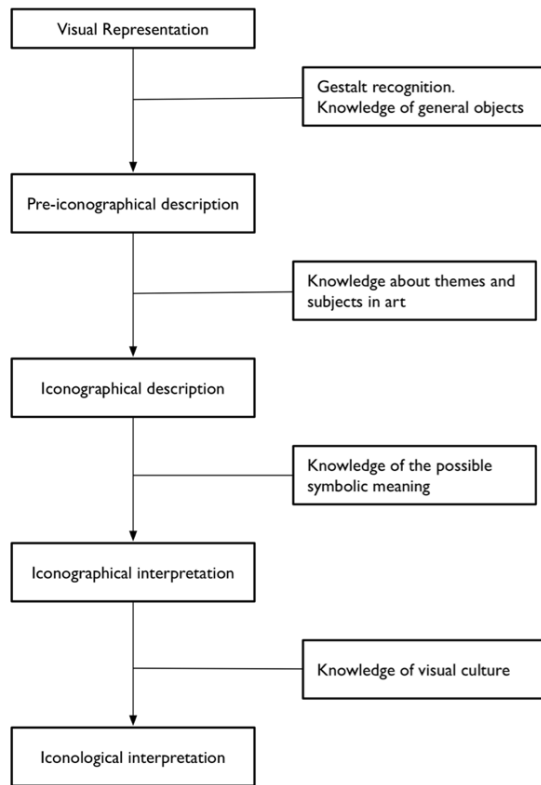 Visual Representation
Gestalt recognition.
Knowledge of general objects
Pre-iconographical description
Knowledge about themes and
subjects in art
Iconographical description
Knowledge of the possible
symbolic meaning
Iconographical interpretation
Knowledge of visual culture
Iconological interpretation